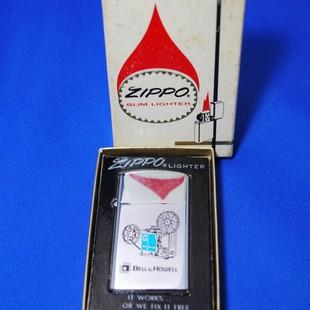 ZIPPO
SLIM LIGHTER
ZIPPO LIGHTER
BELL & HOWELL
IT WORKS...
OR WE FIX IT FREE